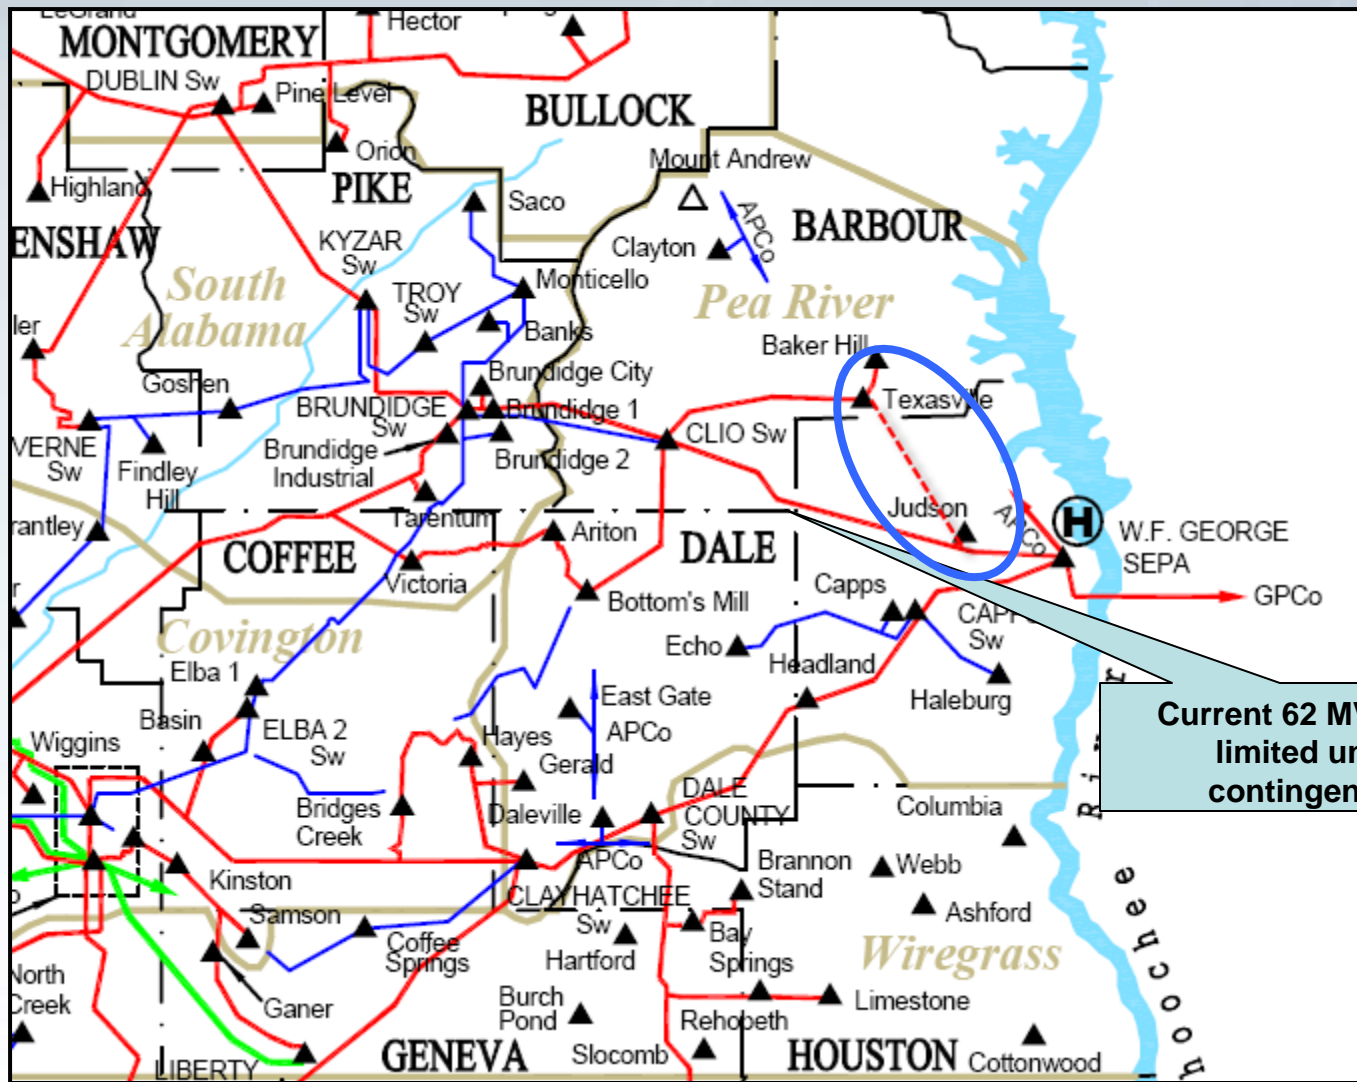 LeGrand
Hector
MONTGOMERY
DUBLIN Sw
Pine Level
BULLOCK
Orion
Mount Andrew
Highland
PIKE
Saco
APCo
BARBOUR
ENSHAW
KYZAR
Sw
Clayton
South
Alabama
TROY
Sw
Monticello
Pea River
ler
Banks
Baker Hill
Goshen
Brundidge City
Texasville
BRUNDIDGE
Sw
Brundidge 1
CLIO Sw
VERNE
Sw
Findley
Hill
Brundidge
Industrial
Brundidge 2
rantley
Tarentum
Ariton
Judson
APCo
H
W.F. GEORGE
SEPA
COFFEE
DALE
Victoria
Bottom's Mill
Capps
CAPPS
Sw
GPCo
r
Covington
Echo
Headland
Haleburg
Elba 1
East Gate
APCo
Basin
ELBA 2
Sw
Current 62 MV
limited un
contingen
Wiggins
Hayes
Gerald
Bridges
Creek
Daleville
DALE
COUNTY
Sw
Columbia
APCo
Brannon
Stand
Webb
Kinston
CLAYHATCHEE
Sw
Ashford
Samson
Coffee
Springs
Hartford
Bay
Springs
Wiregrass
North
Creek
Ganer
Burch
Pond
Rehobeth
Limestone
LIBERTY
GENEVA
Slocomb
HOUSTON
Cottonwood
hoochee